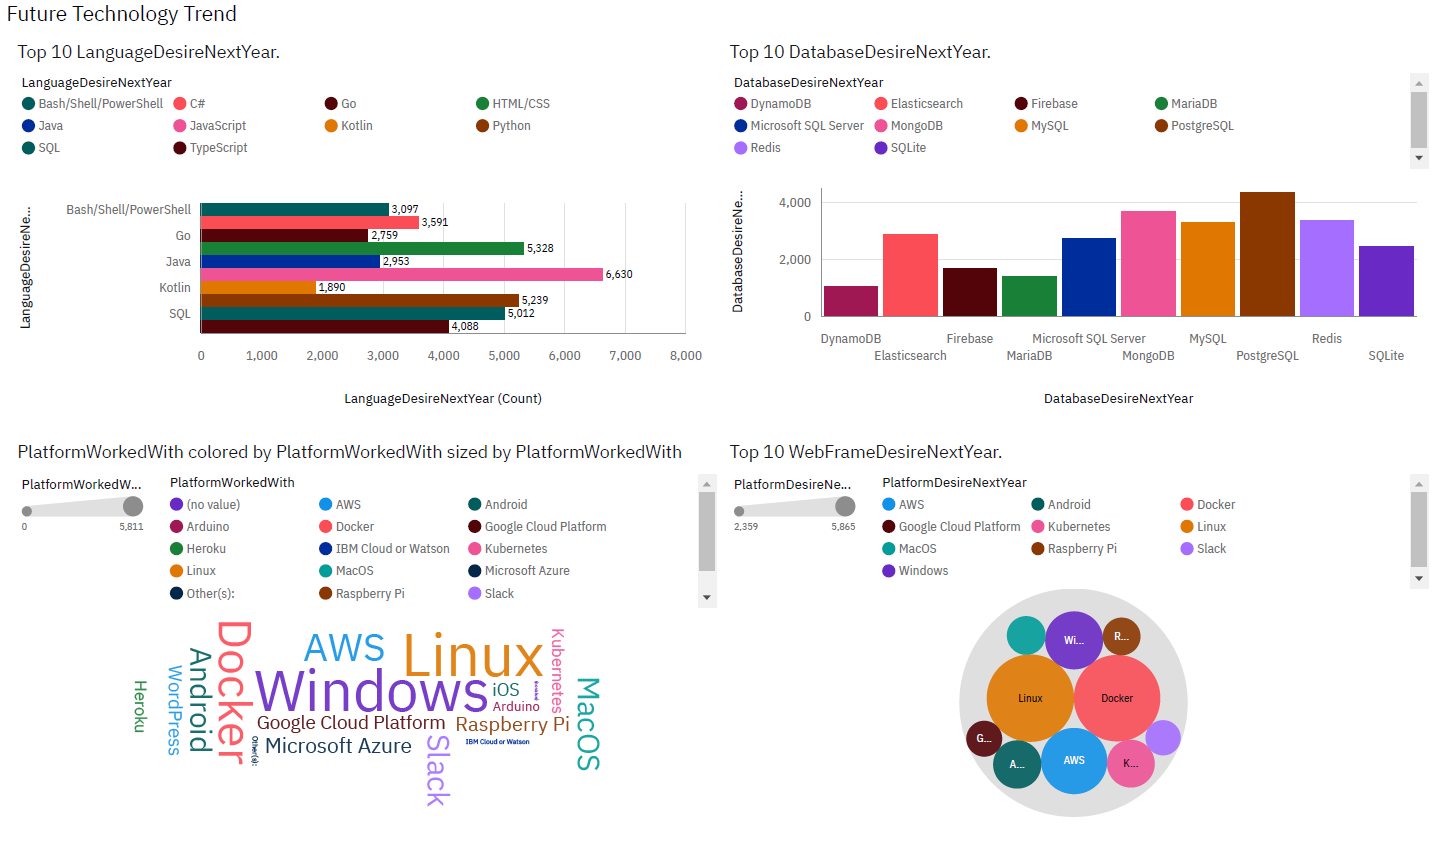 Future Technology Trend
Top 10 LanguageDesireNextYear.
LanguageDesireNextYear
Bash/Shell/PowerShell C# Go HTML/CSS
Java JavaScript Kotlin Python
SQL TypeScript
LanguageDesireNe...
Bash/Shell/PowerShell
Go
Java
Kotlin
SQL
3,097
3,591
2,759
5,328
2,953
6,630
1,890
5,239
5,012
4,088
0 1,000 2,000 3,000 4,000 5,000 6,000 7,000 8,000
LanguageDesireNextYear (Count)
Top 10 DatabaseDesireNextYear.
DatabaseDesireNextYear
DynamoDB Elasticsearch Firebase MariaDB
Microsoft SQL Server MongoDB MySQL PostgreSQL
Redis SQLite
DatabaseDesireNe...
4,000
2,000
0
DynamoDB Firebase Microsoft SQL Server MySQL Redis
Elasticsearch MariaDB MongoDB PostgreSQL SQLite
DatabaseDesireNextYear
PlatformWorkedWith colored by PlatformWorkedWith sized by PlatformWorkedWith
PlatformWorkedW...
0 5,811
PlatformWorkedWith
(no value) AWS Android
Arduino Docker Google Cloud Platform
Heroku IBM Cloud or Watson Kubernetes
Linux MacOS Microsoft Azure
Other(s): Raspberry Pi Slack
Heroku
WordPress
Android
Docker
AWS
Linux
Kubernetes
Windows
iOS
Arduino
Google Cloud Platform
Raspberry Pi
Other(s):
Microsoft Azure
IBM Cloud or Watson
Slack
MacOS
Top 10 WebFrameDesireNextYear.
PlatformDesireNe...
2,359 5,865
PlatformDesireNextYear
AWS Android Docker
Google Cloud Platform Kubernetes Linux
MacOS Raspberry Pi Slack
Windows
Wi...
R...
Linux
Docker
G...
A...
AWS
K...